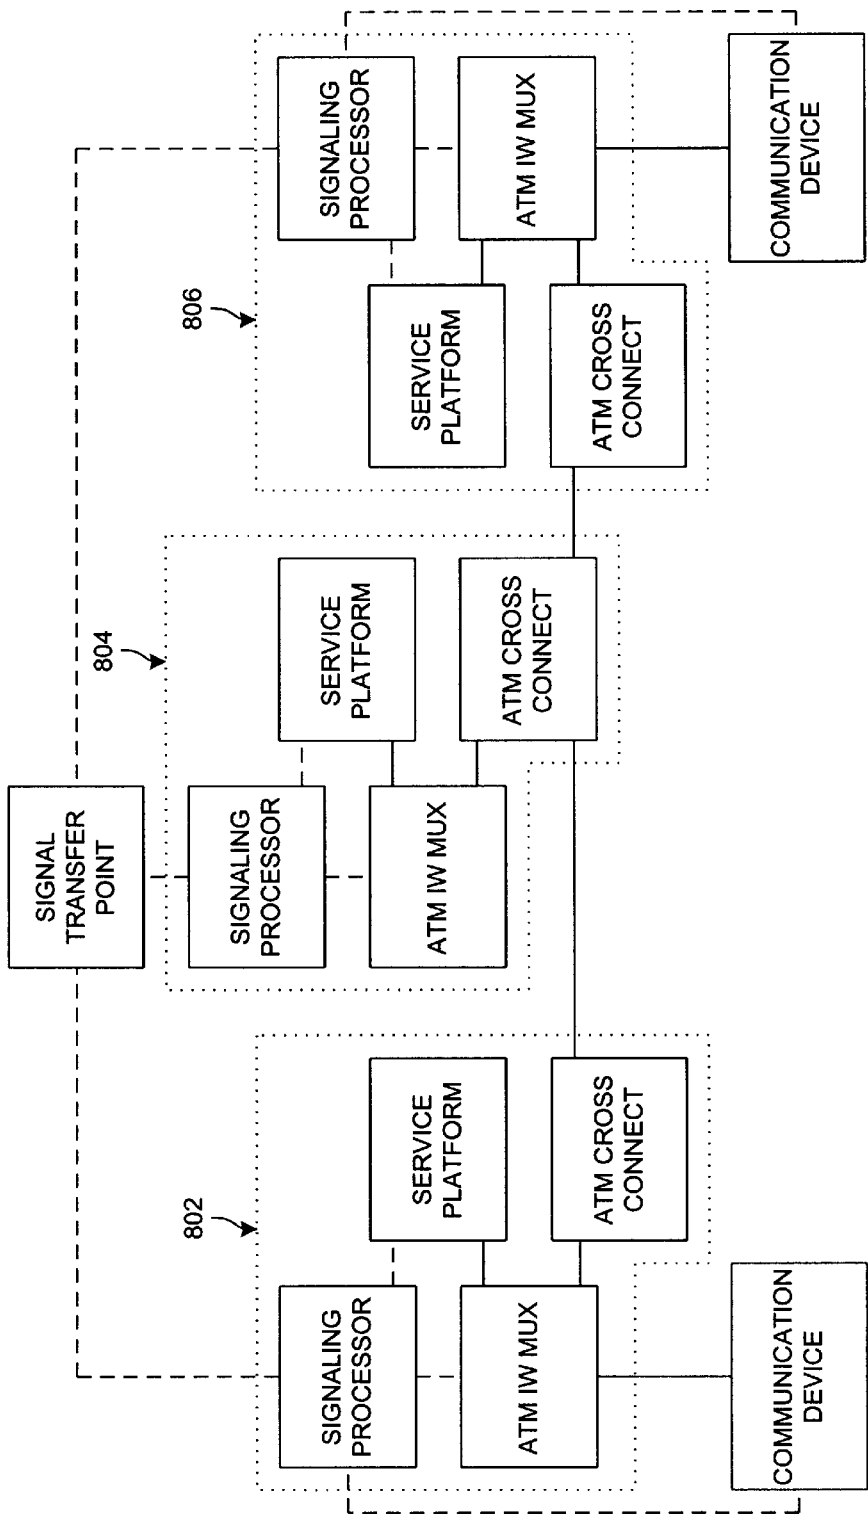 SIGNAL
TRANSFER
POINT
802
SIGNALING
PROCESSOR
SERVICE
PLATFORM
ATM IW MUX
ATM CROSS
CONNECT
COMMUNICATION
DEVICE
804
SIGNALING
PROCESSOR
SERVICE
PLATFORM
ATM IW MUX
ATM CROSS
CONNECT
806
SIGNALING
PROCESSOR
SERVICE
PLATFORM
ATM IW MUX
ATM CROSS
CONNECT
COMMUNICATION
DEVICE